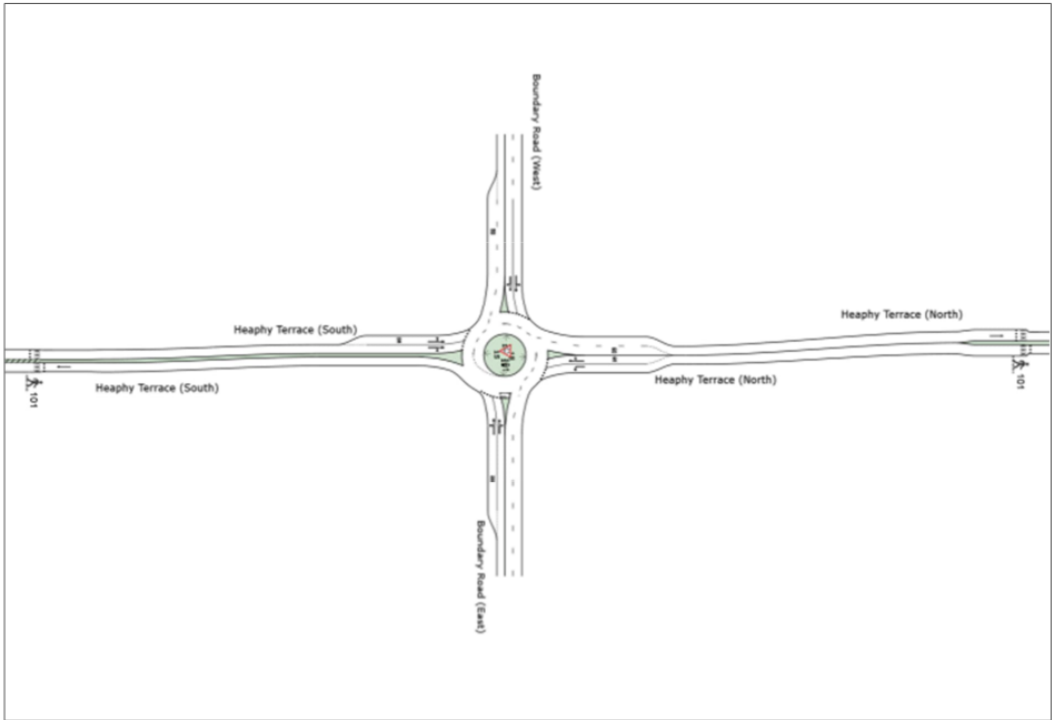 Boundary Road (West)
Heaphy Terrace (North)
Heaphy Terrace (South)
Heaphy Terrace (North)
Heaphy Terrace (South)
101
101
Boundary Road (East)